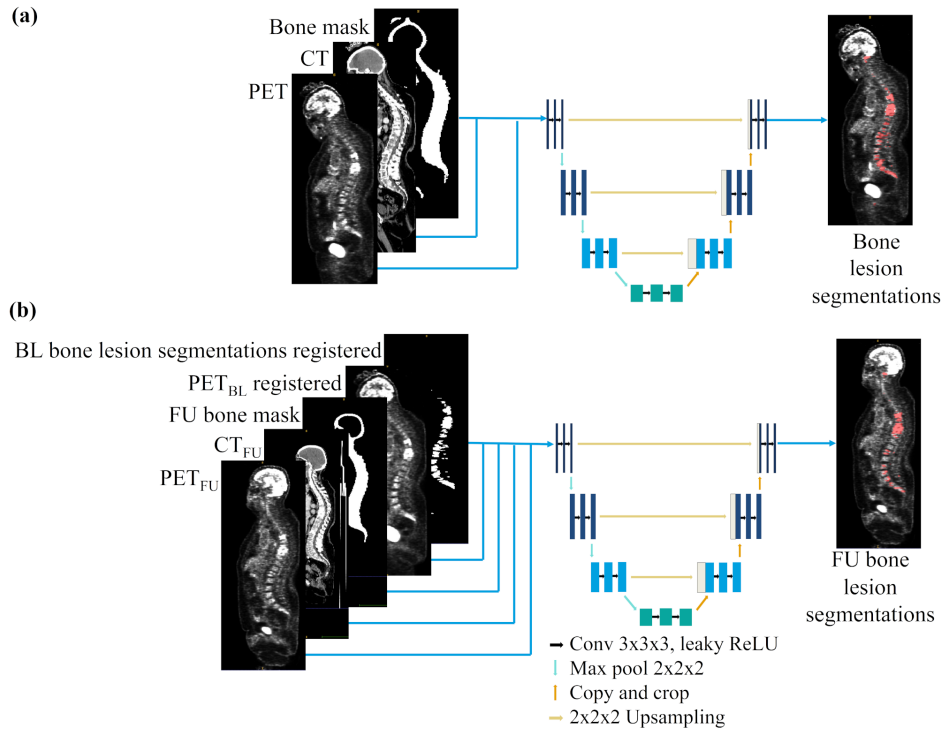 (a)
Bone mask
CT
PET
Bone
lesion
segmentations
(b)
BL bone lesion segmentations registered
PET_BL registered
FU bone mask
CT_FU
PET_FU
FU bone
lesion
segmentations
Conv 3x3x3, leaky ReLU
Max pool 2x2x2
Copy and crop
2x2x2 Upsampling